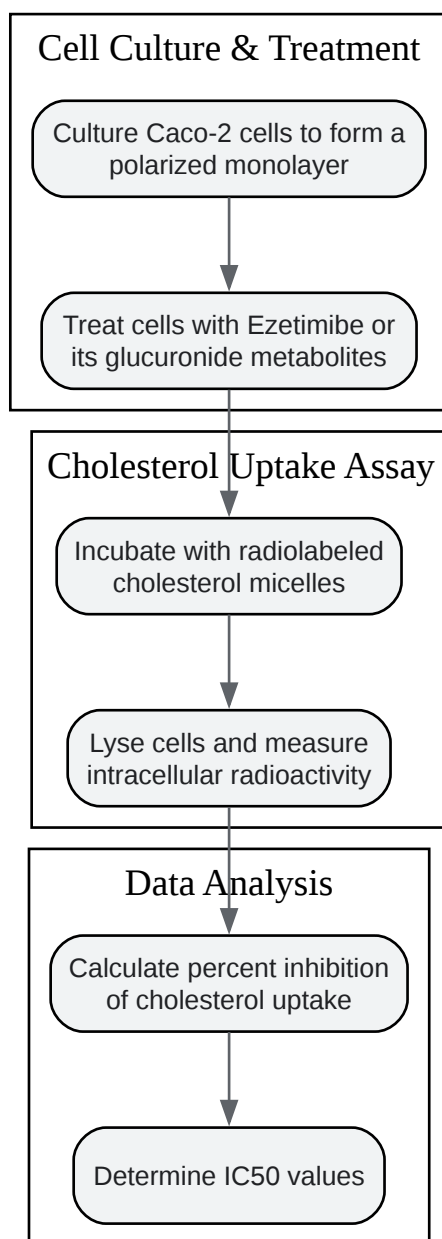 Cell Culture & Treatment
Culture Caco-2 cells to form a
polarized monolayer
Treat cells with Ezetimibe or
its glucuronide metabolites
Cholesterol Uptake Assay
Incubate with radiolabeled
cholesterol micelles
Lyse cells and measure
intracellular radioactivity
Data Analysis
Calculate percent inhibition
of cholesterol uptake
Determine IC50 values